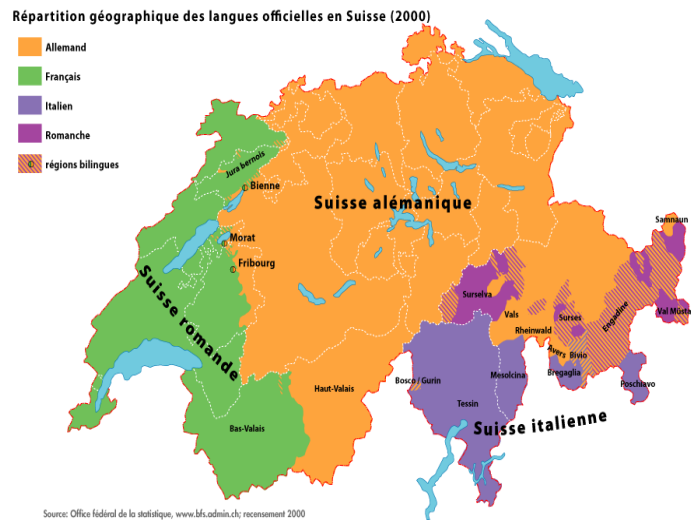 Répartition géographique des langues officielles en Suisse (2000)
Allemand
Français
Italien
Romanche
régions bilingues
Jura bernois
Bienne
Suisse alémanique
Morat
Fribourg
Suisse romande
Samnaun
Surselva
Vals
Surses
Engadine
Val Müstair
Rheinwald
Avers
Bivio
Bregaglia
Haut-Valais
Bosco / Gurin
Mesolcina
Poschiavo
Tessin
Suisse italienne
Bas-Valais
Source: Office fédéral de la statistique, www.bfs.admin.ch; recensement 2000